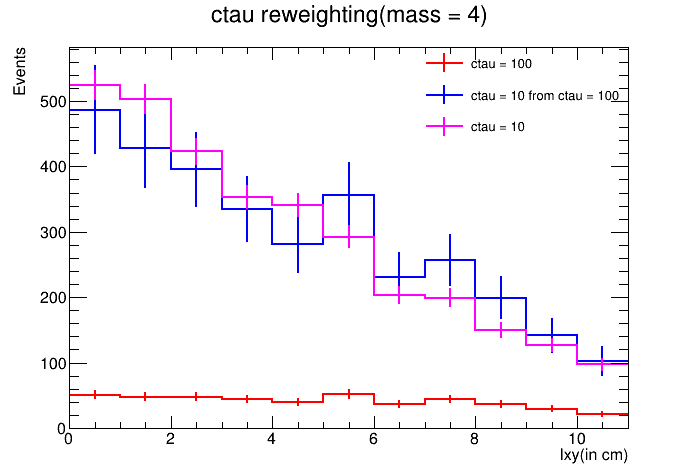 ctau reweighting(mass = 4)
Events
ctau = 100
ctau = 10 from ctau = 100
ctau = 10
500
400
300
200
100
0
0 2 4 6 8 10
lxy(in cm)